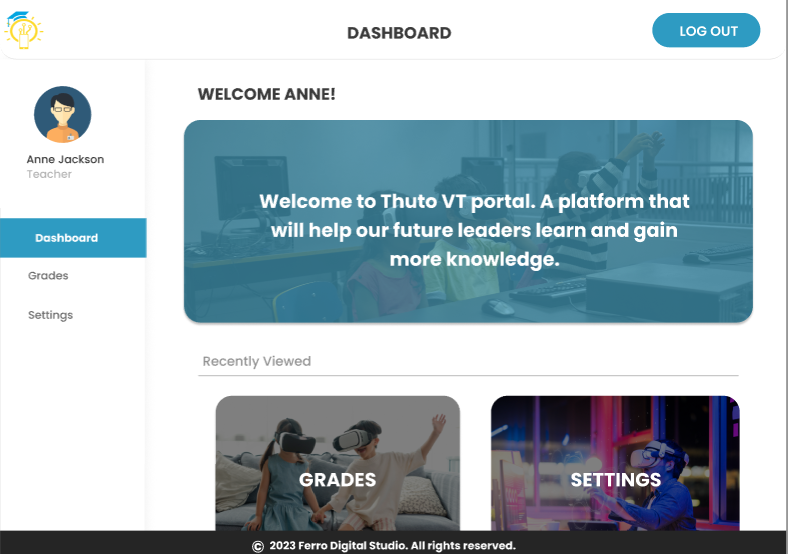 DASHBOARD
LOG OUT
WELCOME ANNE!
Anne Jackson
Teacher
Dashboard
Grades
Settings
Welcome to Thuto VT portal. A platform that
will help our future leaders learn and gain
more knowledge.
Recently Viewed
GRADES
SETTINGS
© 2023 Ferro Digital Studio. All rights reserved.